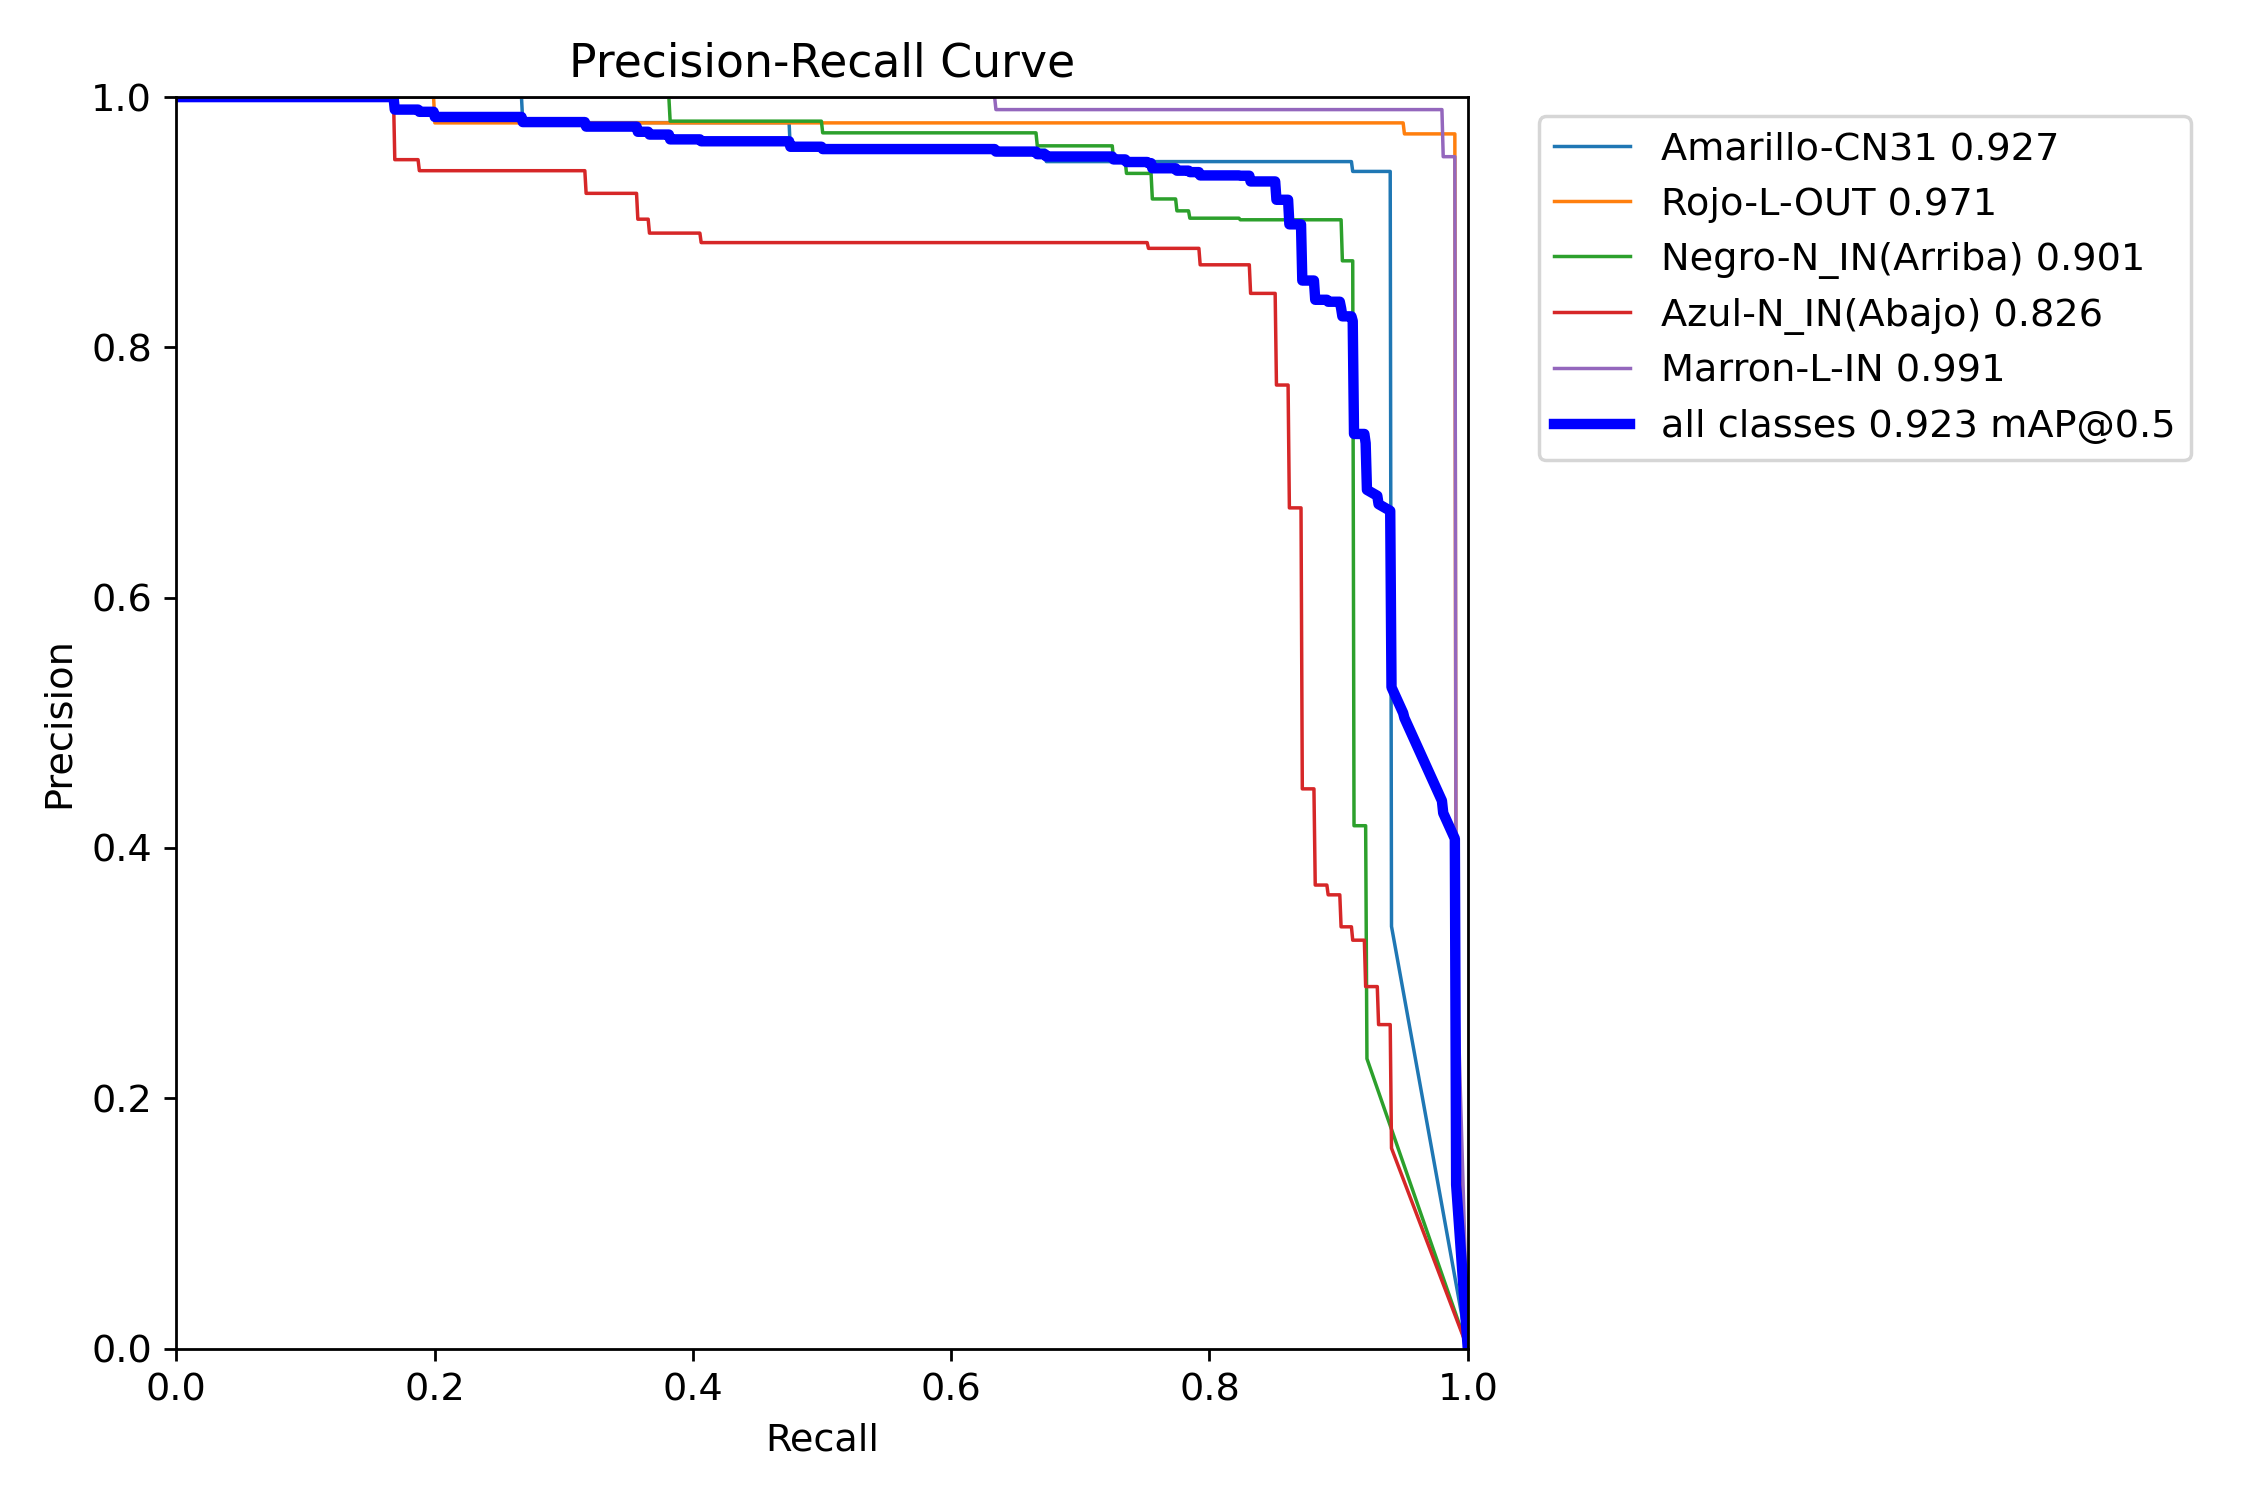 Precision-Recall Curve
1.0
0.8
0.6
0.4
0.2
0.0
Precision
0.0 0.2 0.4 0.6 0.8 1.0
Recall
Amarillo-CN31 0.927
Rojo-L-OUT 0.971
Negro-N_IN(Arriba) 0.901
Azul-N_IN(Abajo) 0.826
Marron-L-IN 0.991
all classes 0.923 mAP@0.5